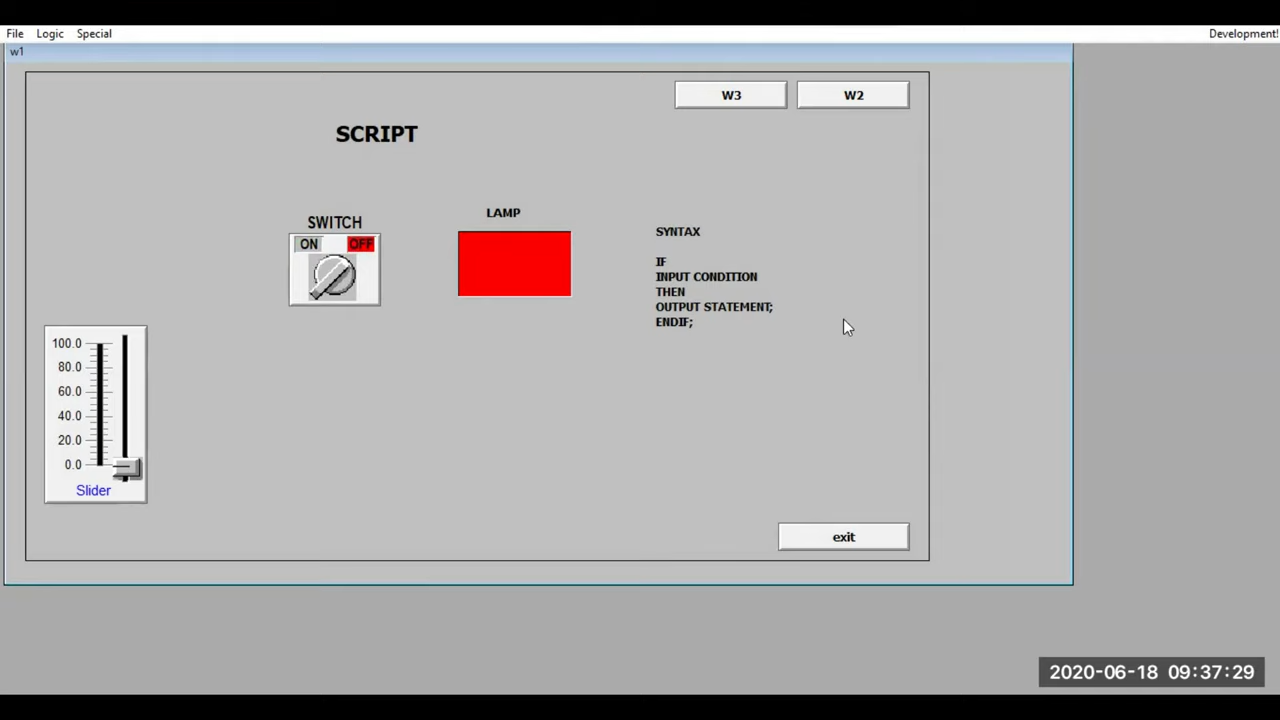 File Logic Special Development!
w1
W3 W2
SCRIPT
SWITCH
ON OFF
LAMP
SYNTAX
IF
INPUT CONDITION
THEN
OUTPUT STATEMENT;
ENDIF;
100.0
80.0
60.0
40.0
20.0
0.0
Slider
exit
2020-06-18 09:37:29